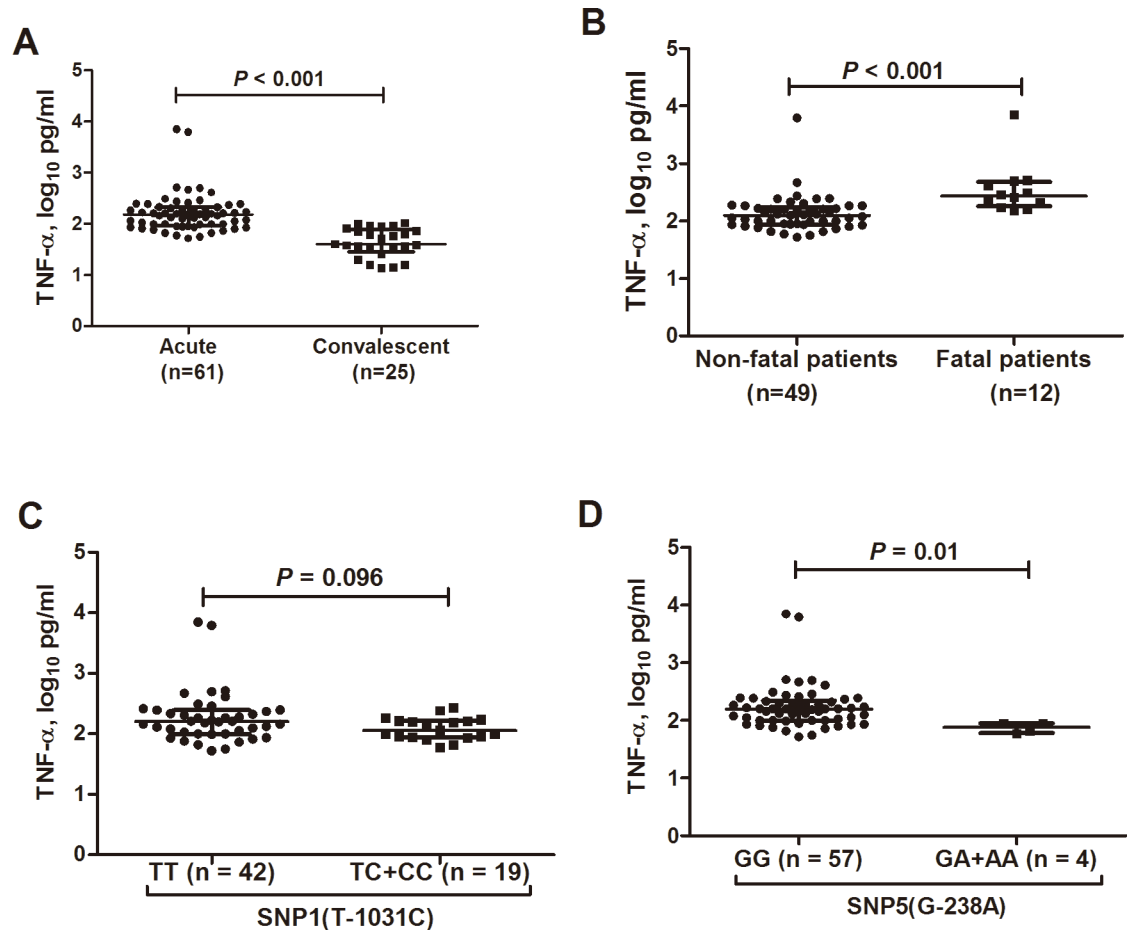 A
TNF-α, log10 pg/ml
5
4
3
2
1
0
P < 0.001
Acute
(n=61)
Convalescent
(n=25)
B
TNF-α, log10 pg/ml
5
4
3
2
1
0
P < 0.001
Non-fatal patients
(n=49)
Fatal patients
(n=12)
C
TNF-α, log10 pg/ml
5
4
3
2
1
0
P = 0.096
TT (n = 42)
TC+CC (n = 19)
SNP1(T-1031C)
D
TNF-α, log10 pg/ml
5
4
3
2
1
0
P = 0.01
GG (n = 57)
GA+AA (n = 4)
SNP5(G-238A)